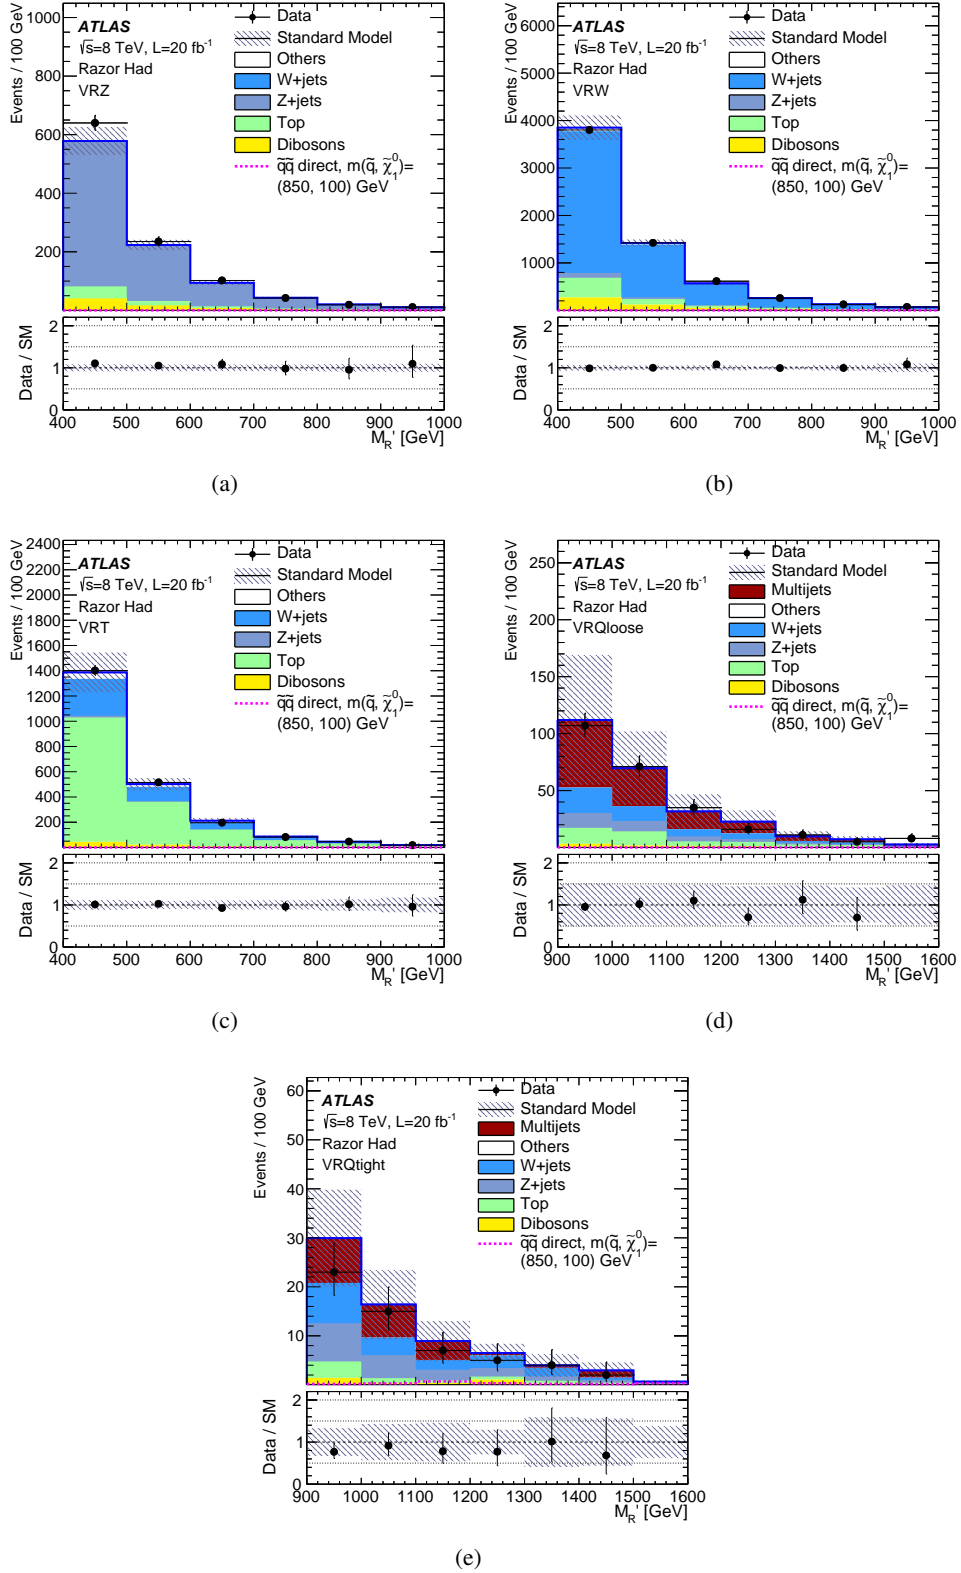 Events / 100 GeV
1000
800
600
400
200
ATLAS
√s=8 TeV, L=20 fb-1
Razor Had
VRZ
Data
Standard Model
Others
W+jets
Z+jets
Top
Dibosons
q̃q̃ direct, m(q̃, χ̃₁⁰)=
(850, 100) GeV
Data / SM
2
1
0
400 500 600 700 800 900 1000
M_R' [GeV]
(a)
Events / 100 GeV
6000
5000
4000
3000
2000
1000
ATLAS
√s=8 TeV, L=20 fb-1
Razor Had
VRW
Data
Standard Model
Others
W+jets
Z+jets
Top
Dibosons
q̃q̃ direct, m(q̃, χ̃₁⁰)=
(850, 100) GeV
Data / SM
2
1
0
400 500 600 700 800 900 1000
M_R' [GeV]
(b)
Events / 100 GeV
2400
2200
2000
1800
1600
1400
1200
1000
800
600
400
200
ATLAS
√s=8 TeV, L=20 fb-1
Razor Had
VRT
Data
Standard Model
Others
W+jets
Z+jets
Top
Dibosons
q̃q̃ direct, m(q̃, χ̃₁⁰)=
(850, 100) GeV
Data / SM
2
1
0
400 500 600 700 800 900 1000
M_R' [GeV]
(c)
Events / 100 GeV
250
200
150
100
50
ATLAS
√s=8 TeV, L=20 fb-1
Razor Had
VRQloose
Data
Standard Model
Multijets
Others
W+jets
Z+jets
Top
Dibosons
q̃q̃ direct, m(q̃, χ̃₁⁰)=
(850, 100) GeV
Data / SM
2
1
0
900 1000 1100 1200 1300 1400 1500 1600
M_R' [GeV]
(d)
Events / 100 GeV
60
50
40
30
20
10
ATLAS
√s=8 TeV, L=20 fb-1
Razor Had
VRQtight
Data
Standard Model
Multijets
Others
W+jets
Z+jets
Top
Dibosons
q̃q̃ direct, m(q̃, χ̃₁⁰)=
(850, 100) GeV
Data / SM
2
1
0
900 1000 1100 1200 1300 1400 1500 1600
M_R' [GeV]
(e)